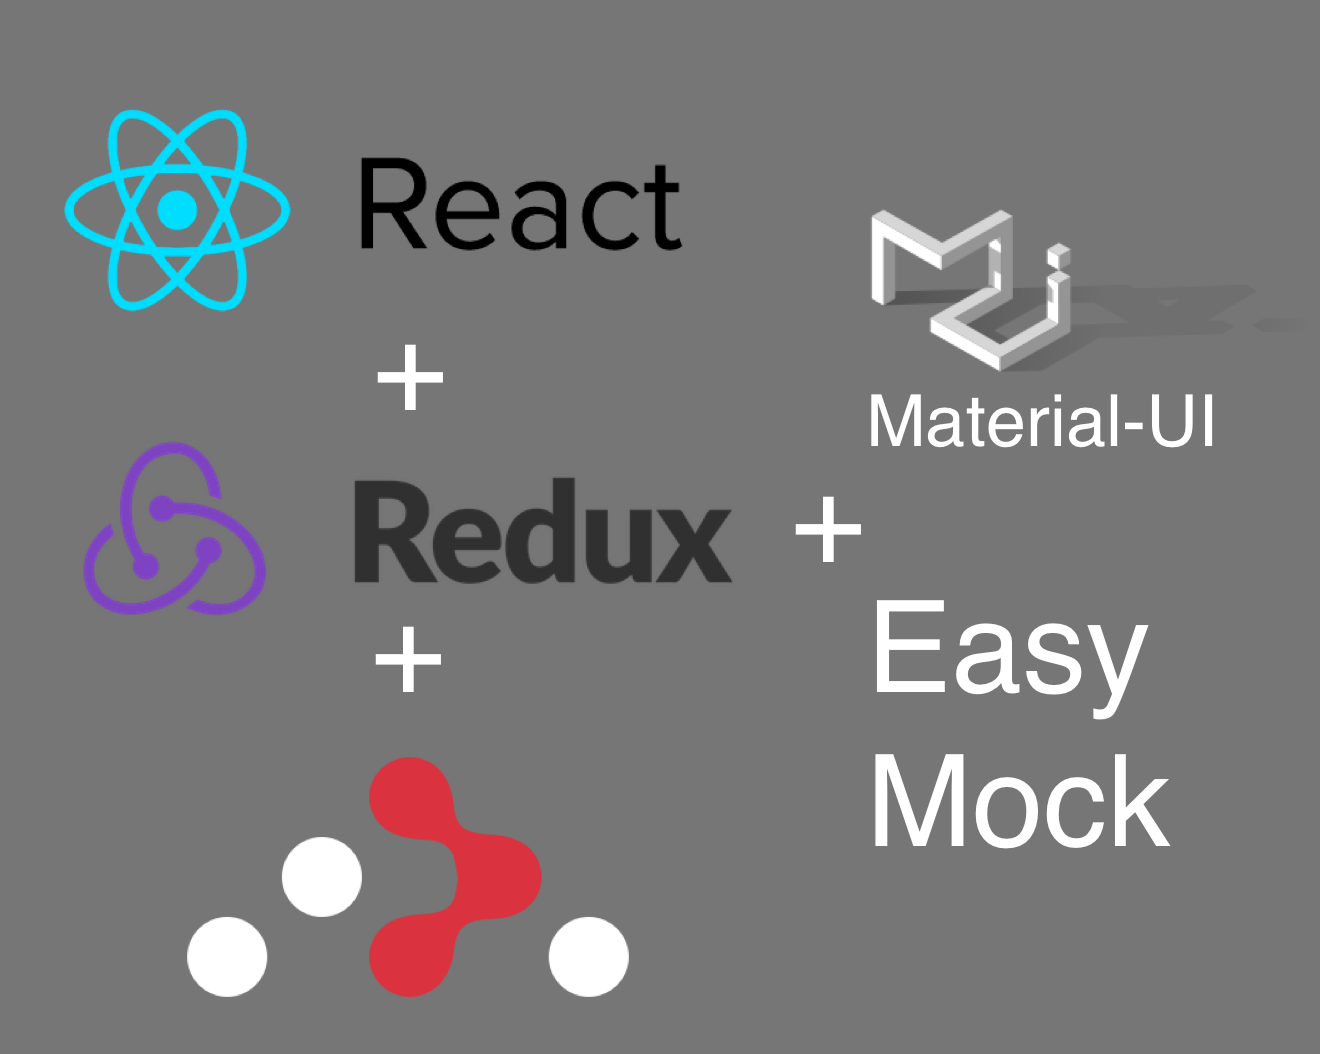 React
+
Redux
+
Material-UI
+
Easy
Mock